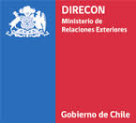 DIRECON
Ministerio de
Relaciones Exteriores
Gobierno de Chile